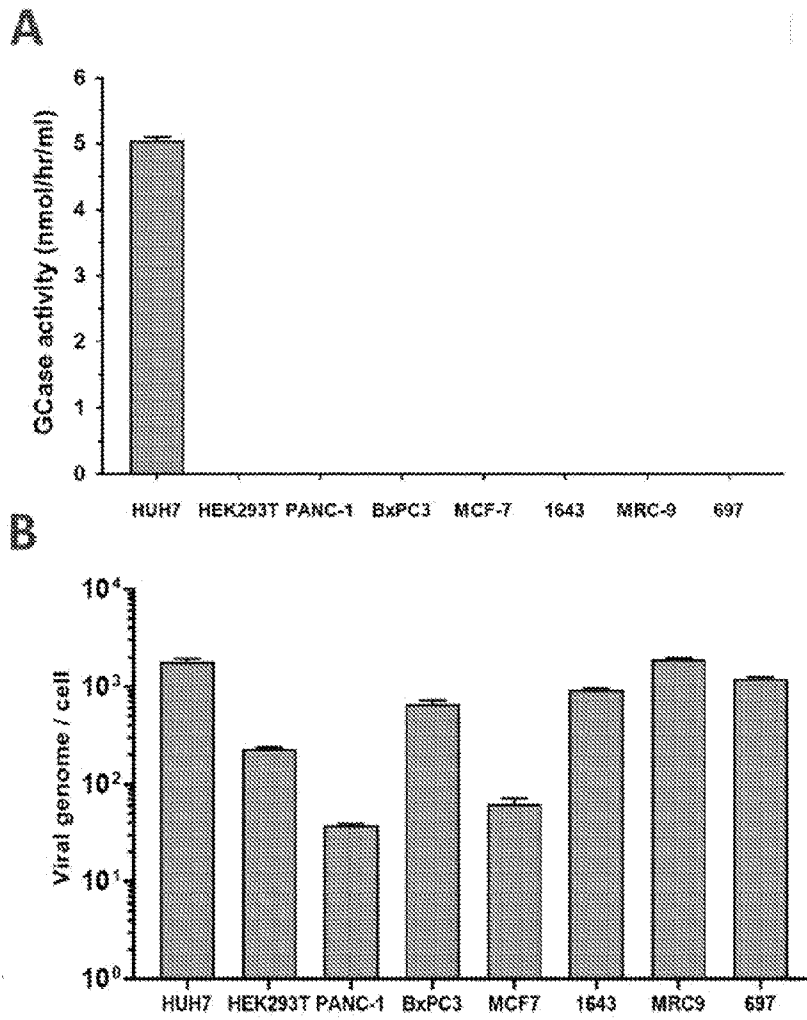 A
GCase activity (nmol/hr/ml)
6
5
4
3
2
1
0
HUH7 HEK293T PANC-1 BxPC3 MCF-7 1643 MRC-9 697
B
Viral genome / cell
10⁴
10³
10²
10¹
10⁰
HUH7 HEK293T PANC-1 BxPC3 MCF7 1643 MRC9 697